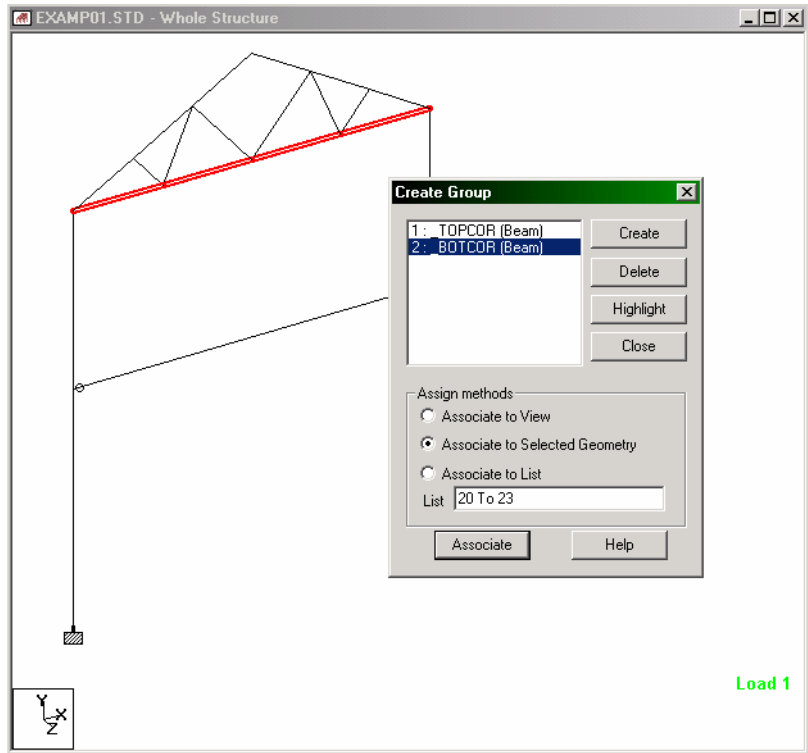 EXAMP01.STD - Whole Structure
Create Group
1 : _TOPCOR (Beam)
2 : _BOTCOR (Beam)
Create
Delete
Highlight
Close
Assign methods
Associate to View
Associate to Selected Geometry
Associate to List
List 20 To 23
Associate
Help
Load 1
Y
X
Z